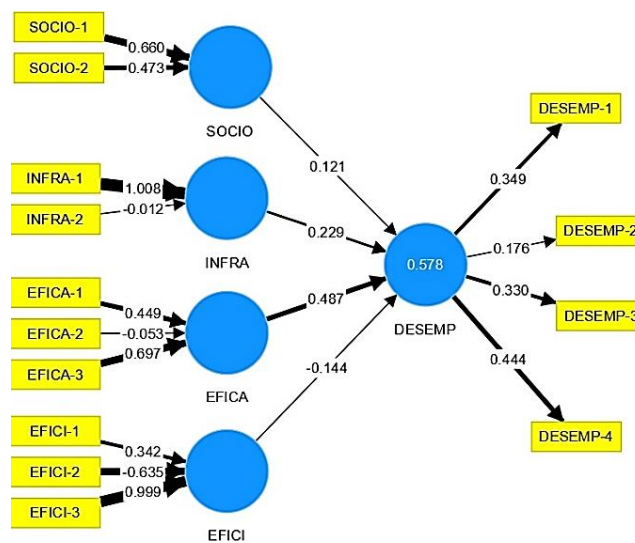 SOCIO-1
0.660
SOCIO-2
0.473
SOCIO
0.121
INFRA-1
1.008
INFRA-2
-0.012
INFRA
0.229
EFICA-1
0.449
EFICA-2
-0.053
EFICA-3
0.697
EFICA
0.487
EFICI-1
0.342
EFICI-2
-0.635
EFICI-3
0.999
EFICI
-0.144
0.578
DESEMP
DESEMP-1
0.349
DESEMP-2
0.176
DESEMP-3
0.330
DESEMP-4
0.444